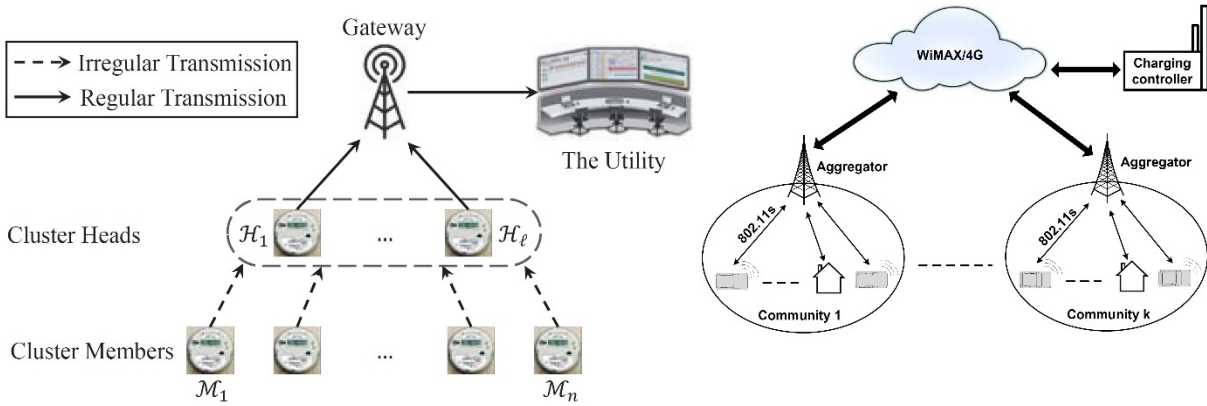 Gateway
Irregular Transmission
Regular Transmission
The Utility
Cluster Heads
ℋ₁
...
ℋ_ℓ
Cluster Members
...
ℳ₁
ℳₙ
WiMAX/4G
Charging
controller
Aggregator
Aggregator
802.11s
802.11s
Community 1
Community k